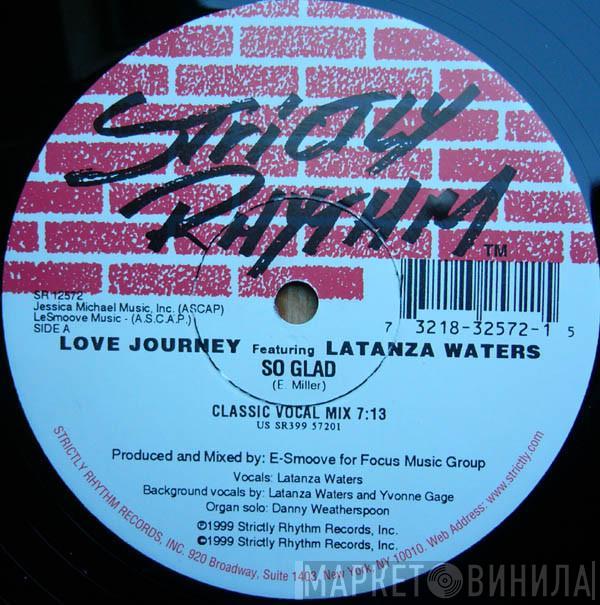 Strictly
Rhythm
TM
SR 12572
Jessica Michael Music, Inc. (ASCAP)
LeSmoove Music - (A.S.C.A.P.)
SIDE A
7 3218-32572-1 5
LOVE JOURNEY Featuring LATANZA WATERS
SO GLAD
(E. Miller)
CLASSIC VOCAL MIX 7:13
US SR399 57201
Produced and Mixed by: E-Smoove for Focus Music Group
Vocals: Latanza Waters
Background vocals by: Latanza Waters and Yvonne Gage
Organ solo: Danny Weatherspoon
℗1999 Strictly Rhythm Records, Inc.
©1999 Strictly Rhythm Records, Inc.
STRICTLY RHYTHM RECORDS, INC. 920 Broadway, Suite 1403, New York, NY, 10010. Web Address: www.strictly.com
МАРКЕТ ВИНИЛА